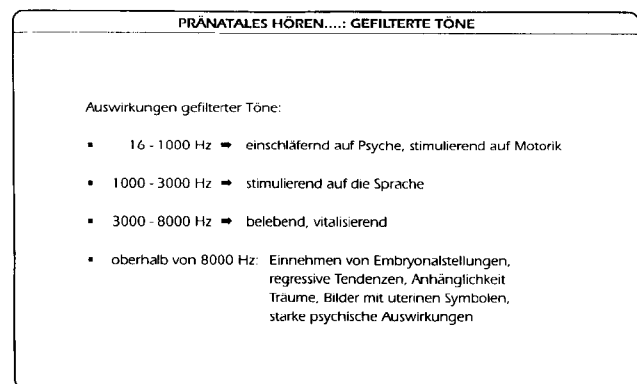 PRÄNATALES HÖREN....: GEFILTERTE TÖNE
Auswirkungen gefilterter Töne:
▪ 16 - 1000 Hz ➡ einschläfernd auf Psyche, stimulierend auf Motorik
▪ 1000 - 3000 Hz ➡ stimulierend auf die Sprache
▪ 3000 - 8000 Hz ➡ belebend, vitalisierend
▪ oberhalb von 8000 Hz: Einnehmen von Embryonalstellungen,
regressive Tendenzen, Anhänglichkeit
Träume, Bilder mit uterinen Symbolen,
starke psychische Auswirkungen